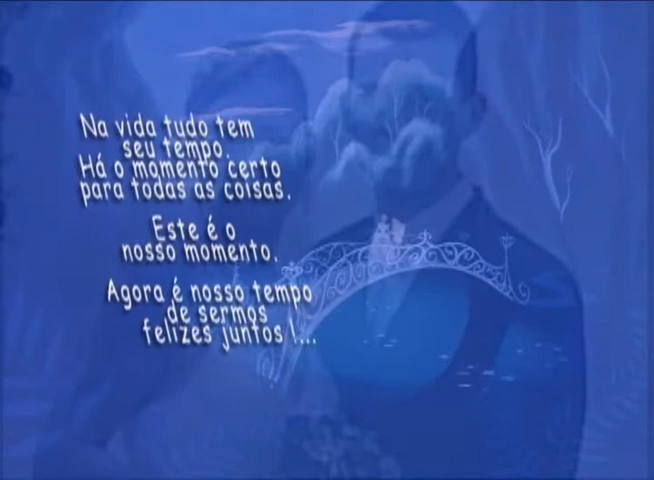 Na vida tudo tem
seu tempo.
Há o momento certo
para todas as coisas.
Este é o
nosso momento.
Agora é nosso tempo
de sermos
felizes juntos !...